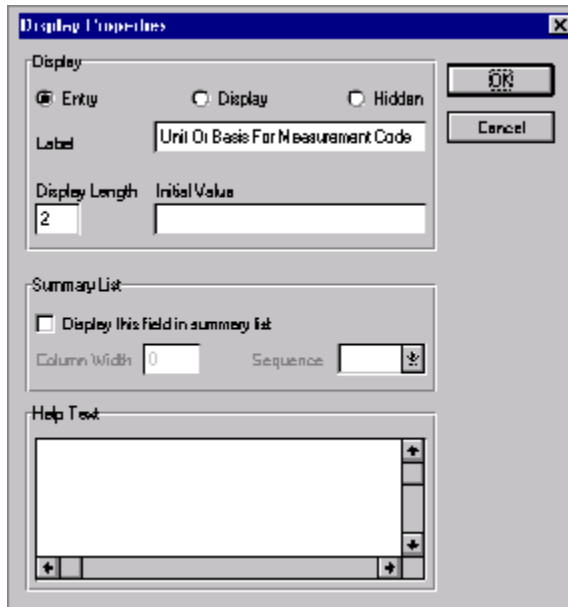 Display Properties
Display
Entry Display Hidden
OK
Label Unit Or Basis For Measurement Code
Cancel
Display Length Initial Value
2
Summary List
Display this field in summary list
Column Width 0 Sequence
Help Text